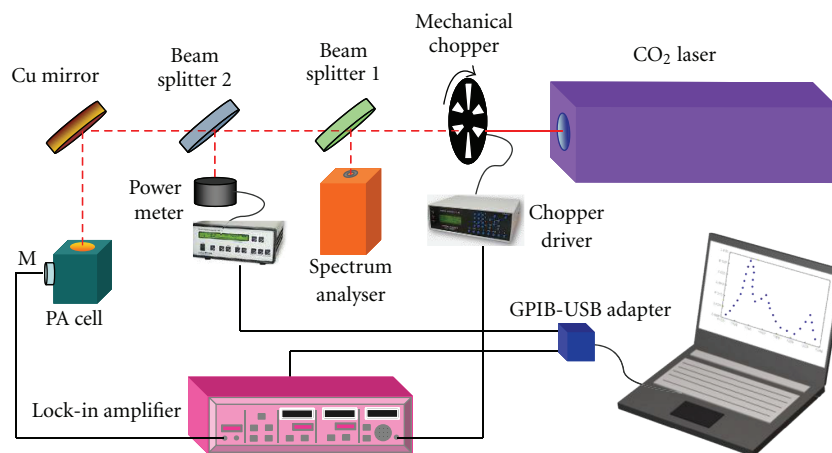 Mechanical
chopper
CO₂ laser
Beam
splitter 1
Beam
splitter 2
Cu mirror
Power
meter
Chopper
driver
Spectrum
analyser
M
PA cell
GPIB-USB adapter
Lock-in amplifier